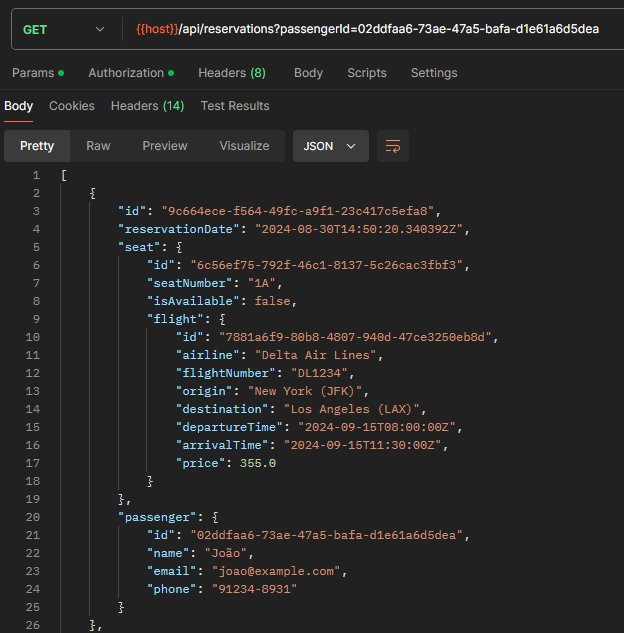 GET {{host}}/api/reservations?passengerId=02ddfaa6-73ae-47a5-bafa-d1e61a6d5dea
Params Authorization Headers (8) Body Scripts Settings
Body Cookies Headers (14) Test Results
Pretty Raw Preview Visualize JSON
1 [
2 {
3 "id": "9c664ece-f564-49fc-a9f1-23c417c5efa8",
4 "reservationDate": "2024-08-30T14:50:20.340392Z",
5 "seat": {
6 "id": "6c56ef75-792f-46c1-8137-5c26cac3fbf3",
7 "seatNumber": "1A",
8 "isAvailable": false,
9 "flight": {
10 "id": "7881a6f9-80b8-4807-940d-47ce3250eb8d",
11 "airline": "Delta Air Lines",
12 "flightNumber": "DL1234",
13 "origin": "New York (JFK)",
14 "destination": "Los Angeles (LAX)",
15 "departureTime": "2024-09-15T08:00:00Z",
16 "arrivalTime": "2024-09-15T11:30:00Z",
17 "price": 355.0
18 }
19 },
20 "passenger": {
21 "id": "02ddfaa6-73ae-47a5-bafa-d1e61a6d5dea",
22 "name": "João",
23 "email": "joao@example.com",
24 "phone": "91234-8931"
25 }
26 },